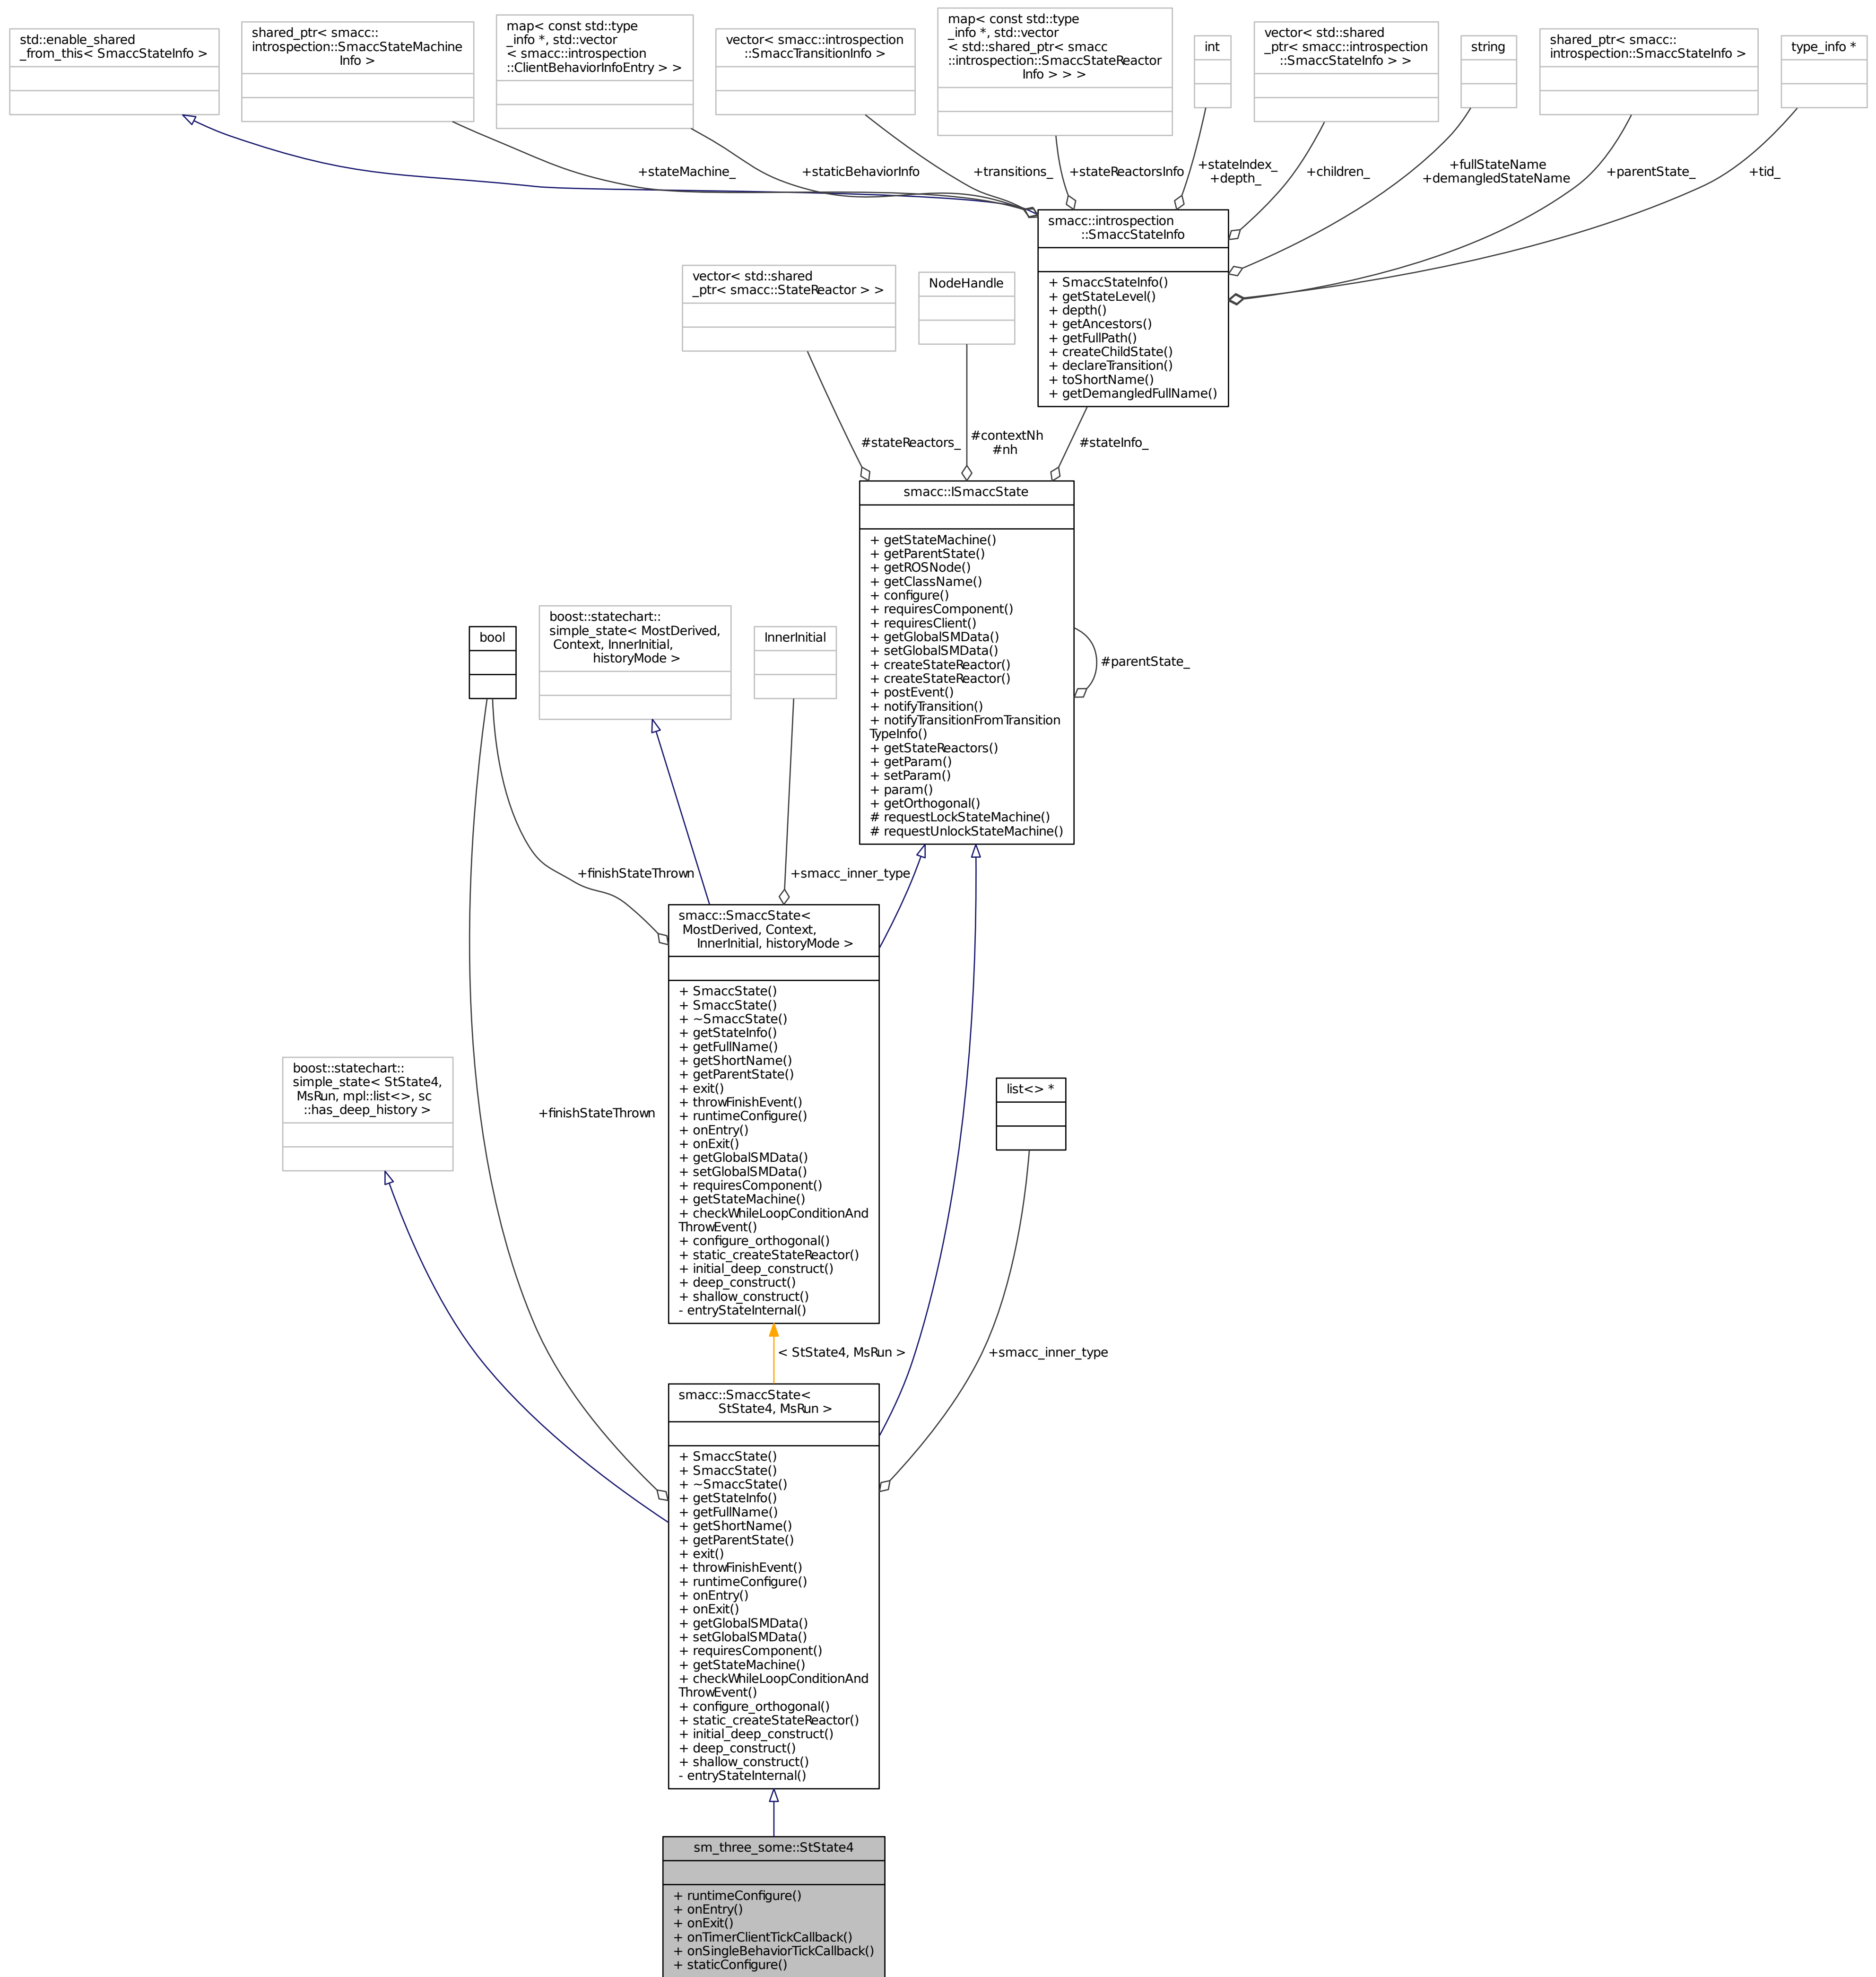 std::enable_shared
_from_this< SmaccStateInfo >
shared_ptr< smacc::
introspection::SmaccStateMachine
Info >
map< const std::type
_info *, std::vector
< smacc::introspection
::ClientBehaviorInfoEntry > >
vector< smacc::introspection
::SmaccTransitionInfo >
map< const std::type
_info *, std::vector
< std::shared_ptr< smacc
::introspection::SmaccStateReactor
Info > > >
int
vector< std::shared
_ptr< smacc::introspection
::SmaccStateInfo > >
string
shared_ptr< smacc::
introspection::SmaccStateInfo >
type_info *
+stateMachine_
+staticBehaviorInfo
+transitions_
+stateReactorsInfo
+stateIndex_
+depth_
+children_
+fullStateName
+demangledStateName
+parentState_
+tid_
smacc::introspection
::SmaccStateInfo
+ SmaccStateInfo()
+ getStateLevel()
+ depth()
+ getAncestors()
+ getFullPath()
+ createChildState()
+ declareTransition()
+ toShortName()
+ getDemangledFullName()
vector< std::shared
_ptr< smacc::StateReactor > >
NodeHandle
#stateReactors_
#contextNh
#nh
#stateInfo_
smacc::ISmaccState
+ getStateMachine()
+ getParentState()
+ getROSNode()
+ getClassName()
+ configure()
+ requiresComponent()
+ requiresClient()
+ getGlobalSMData()
+ setGlobalSMData()
+ createStateReactor()
+ createStateReactor()
+ postEvent()
+ notifyTransition()
+ notifyTransitionFromTransition
TypeInfo()
+ getStateReactors()
+ getParam()
+ setParam()
+ param()
+ getOrthogonal()
# requestLockStateMachine()
# requestUnlockStateMachine()
#parentState_
bool
boost::statechart::
simple_state< MostDerived,
Context, InnerInitial,
historyMode >
InnerInitial
+finishStateThrown
+smacc_inner_type
smacc::SmaccState<
MostDerived, Context,
InnerInitial, historyMode >
+ SmaccState()
+ SmaccState()
+ ~SmaccState()
+ getStateInfo()
+ getFullName()
+ getShortName()
+ getParentState()
+ exit()
+ throwFinishEvent()
+ runtimeConfigure()
+ onEntry()
+ onExit()
+ getGlobalSMData()
+ setGlobalSMData()
+ requiresComponent()
+ getStateMachine()
+ checkWhileLoopConditionAnd
ThrowEvent()
+ configure_orthogonal()
+ static_createStateReactor()
+ initial_deep_construct()
+ deep_construct()
+ shallow_construct()
- entryStateInternal()
boost::statechart::
simple_state< StState4,
MsRun, mpl::list<>, sc
::has_deep_history >
+finishStateThrown
list<> *
< StState4, MsRun >
+smacc_inner_type
smacc::SmaccState<
StState4, MsRun >
+ SmaccState()
+ SmaccState()
+ ~SmaccState()
+ getStateInfo()
+ getFullName()
+ getShortName()
+ getParentState()
+ exit()
+ throwFinishEvent()
+ runtimeConfigure()
+ onEntry()
+ onExit()
+ getGlobalSMData()
+ setGlobalSMData()
+ requiresComponent()
+ getStateMachine()
+ checkWhileLoopConditionAnd
ThrowEvent()
+ configure_orthogonal()
+ static_createStateReactor()
+ initial_deep_construct()
+ deep_construct()
+ shallow_construct()
- entryStateInternal()
sm_three_some::StState4
+ runtimeConfigure()
+ onEntry()
+ onExit()
+ onTimerClientTickCallback()
+ onSingleBehaviorTickCallback()
+ staticConfigure()